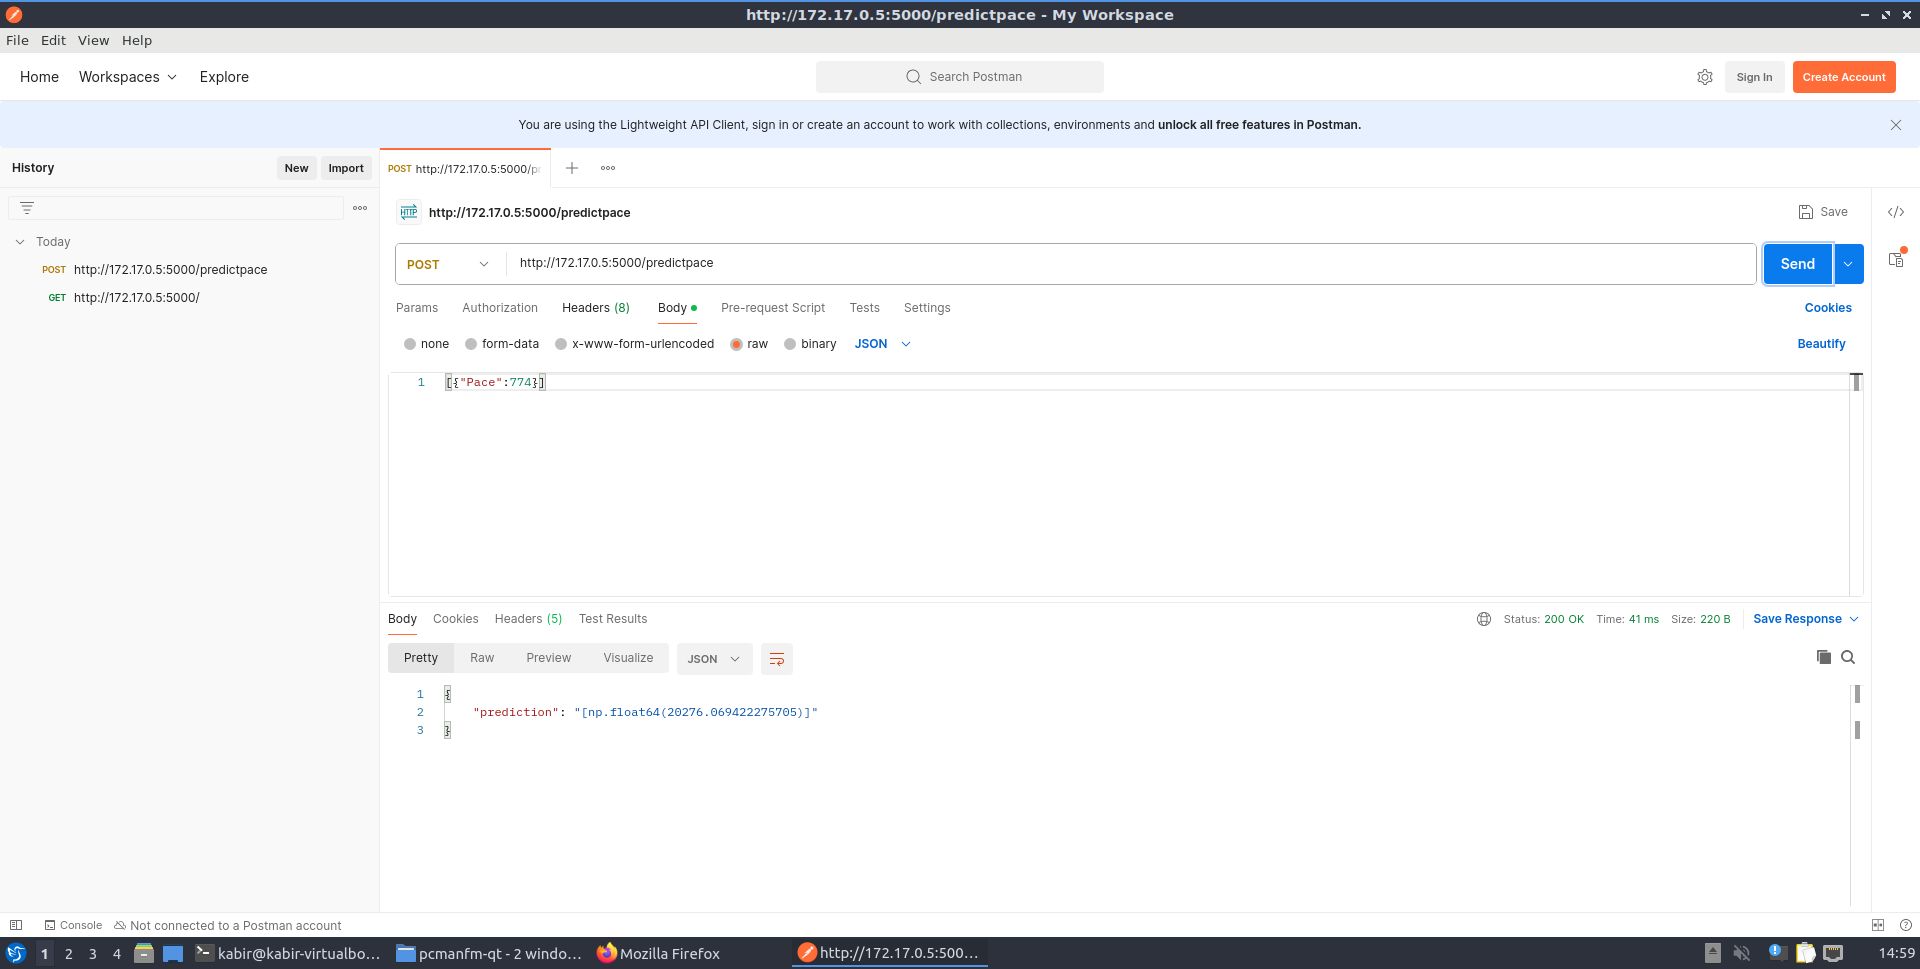 http://172.17.0.5:5000/predictpace - My Workspace
File Edit View Help
Home Workspaces Explore
Search Postman
Sign In
Create Account
You are using the Lightweight API Client, sign in or create an account to work with collections, environments and unlock all free features in Postman.
History
New
Import
POST http://172.17.0.5:5000/pr
HTTP http://172.17.0.5:5000/predictpace
Save
Today
POST http://172.17.0.5:5000/predictpace
GET http://172.17.0.5:5000/
POST http://172.17.0.5:5000/predictpace
Send
Params Authorization Headers (8) Body Pre-request Script Tests Settings
Cookies
none form-data x-www-form-urlencoded raw binary JSON
Beautify
1 [{"Pace":774}]
Body Cookies Headers (5) Test Results
Status: 200 OK Time: 41 ms Size: 220 B
Save Response
Pretty Raw Preview Visualize JSON
1 {
2 "prediction": "[np.float64(20276.069422275705)]"
3 }
Console Not connected to a Postman account
1 2 3 4 kabir@kabir-virtualbo... pcmanfm-qt - 2 windo... Mozilla Firefox http://172.17.0.5:500... 14:59